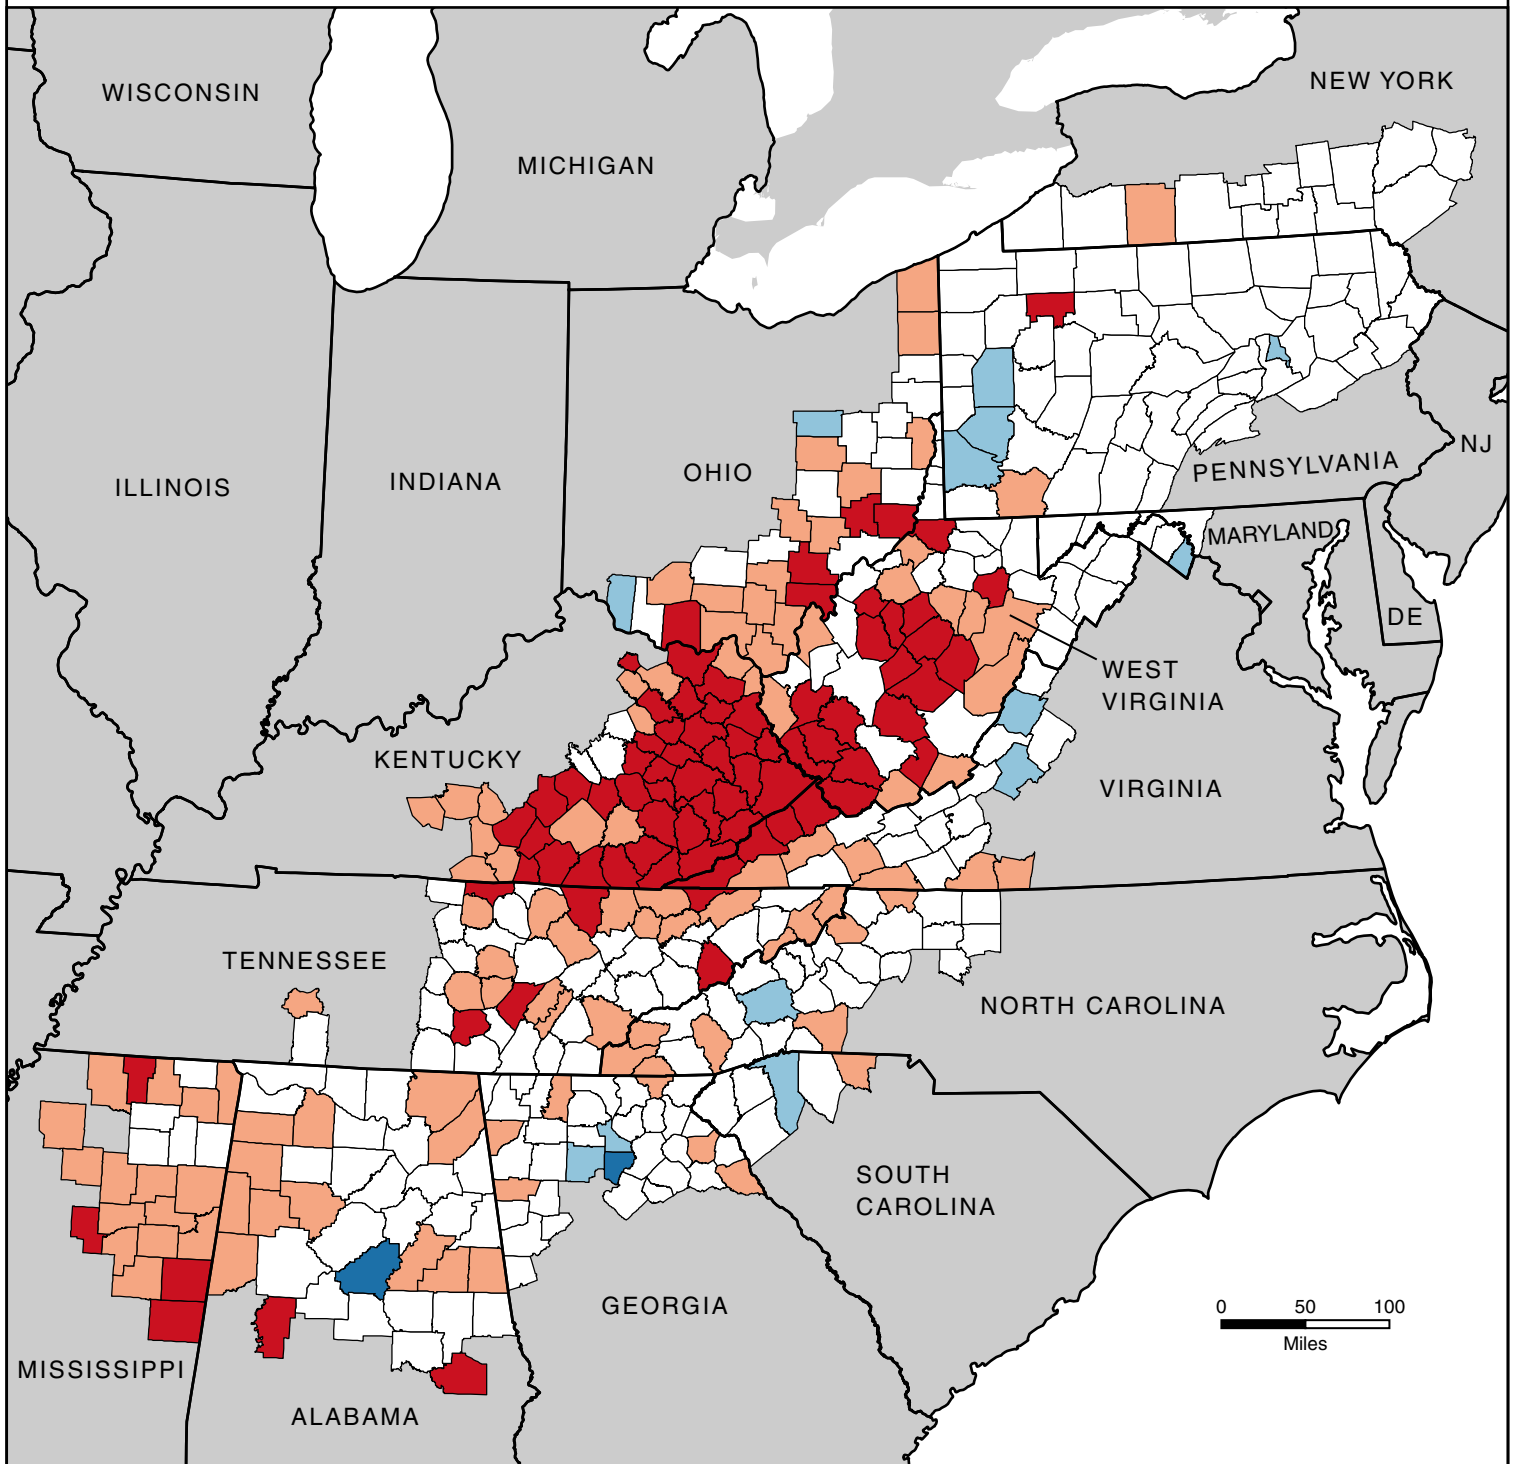 NEW YORK
WISCONSIN
MICHIGAN
NJ
PENNSYLVANIA
OHIO
INDIANA
ILLINOIS
MARYLAND
DE
WEST
VIRGINIA
KENTUCKY
VIRGINIA
TENNESSEE
NORTH CAROLINA
SOUTH
CAROLINA
GEORGIA
0 50 100
Miles
MISSISSIPPI
ALABAMA